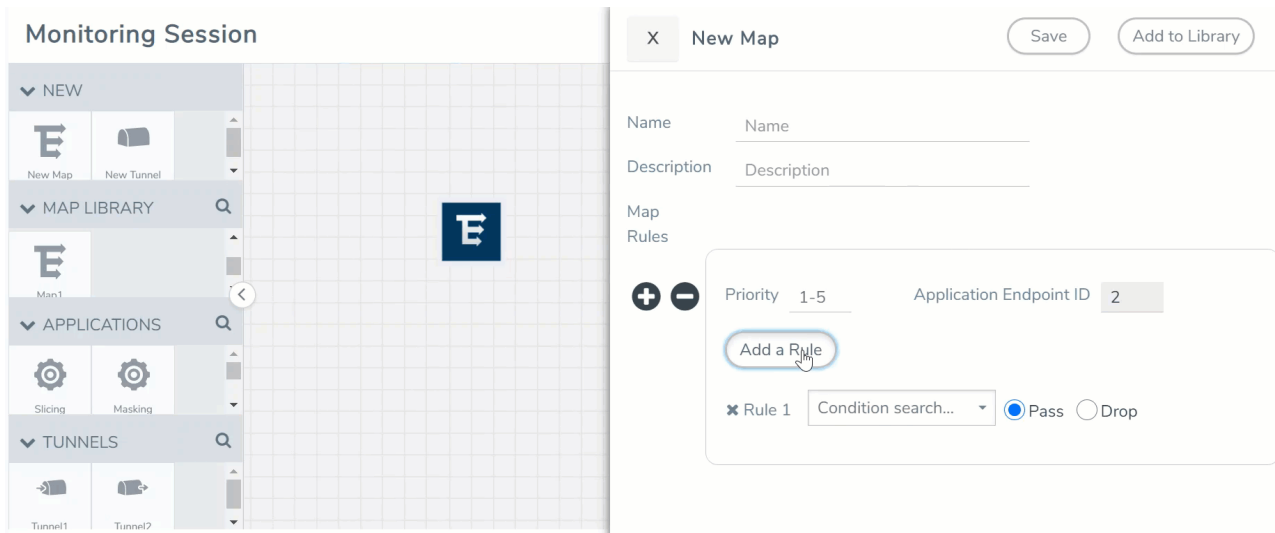 Monitoring Session
NEW
New Map
New Tunnel
MAP LIBRARY
Map1
APPLICATIONS
Slicing
Masking
TUNNELS
Tunnel1
Tunnel2
X
New Map
Save
Add to Library
Name
Name
Description
Description
Map
Rules
Priority
1-5
Application Endpoint ID
2
Add a Rule
Rule 1
Condition search...
Pass
Drop